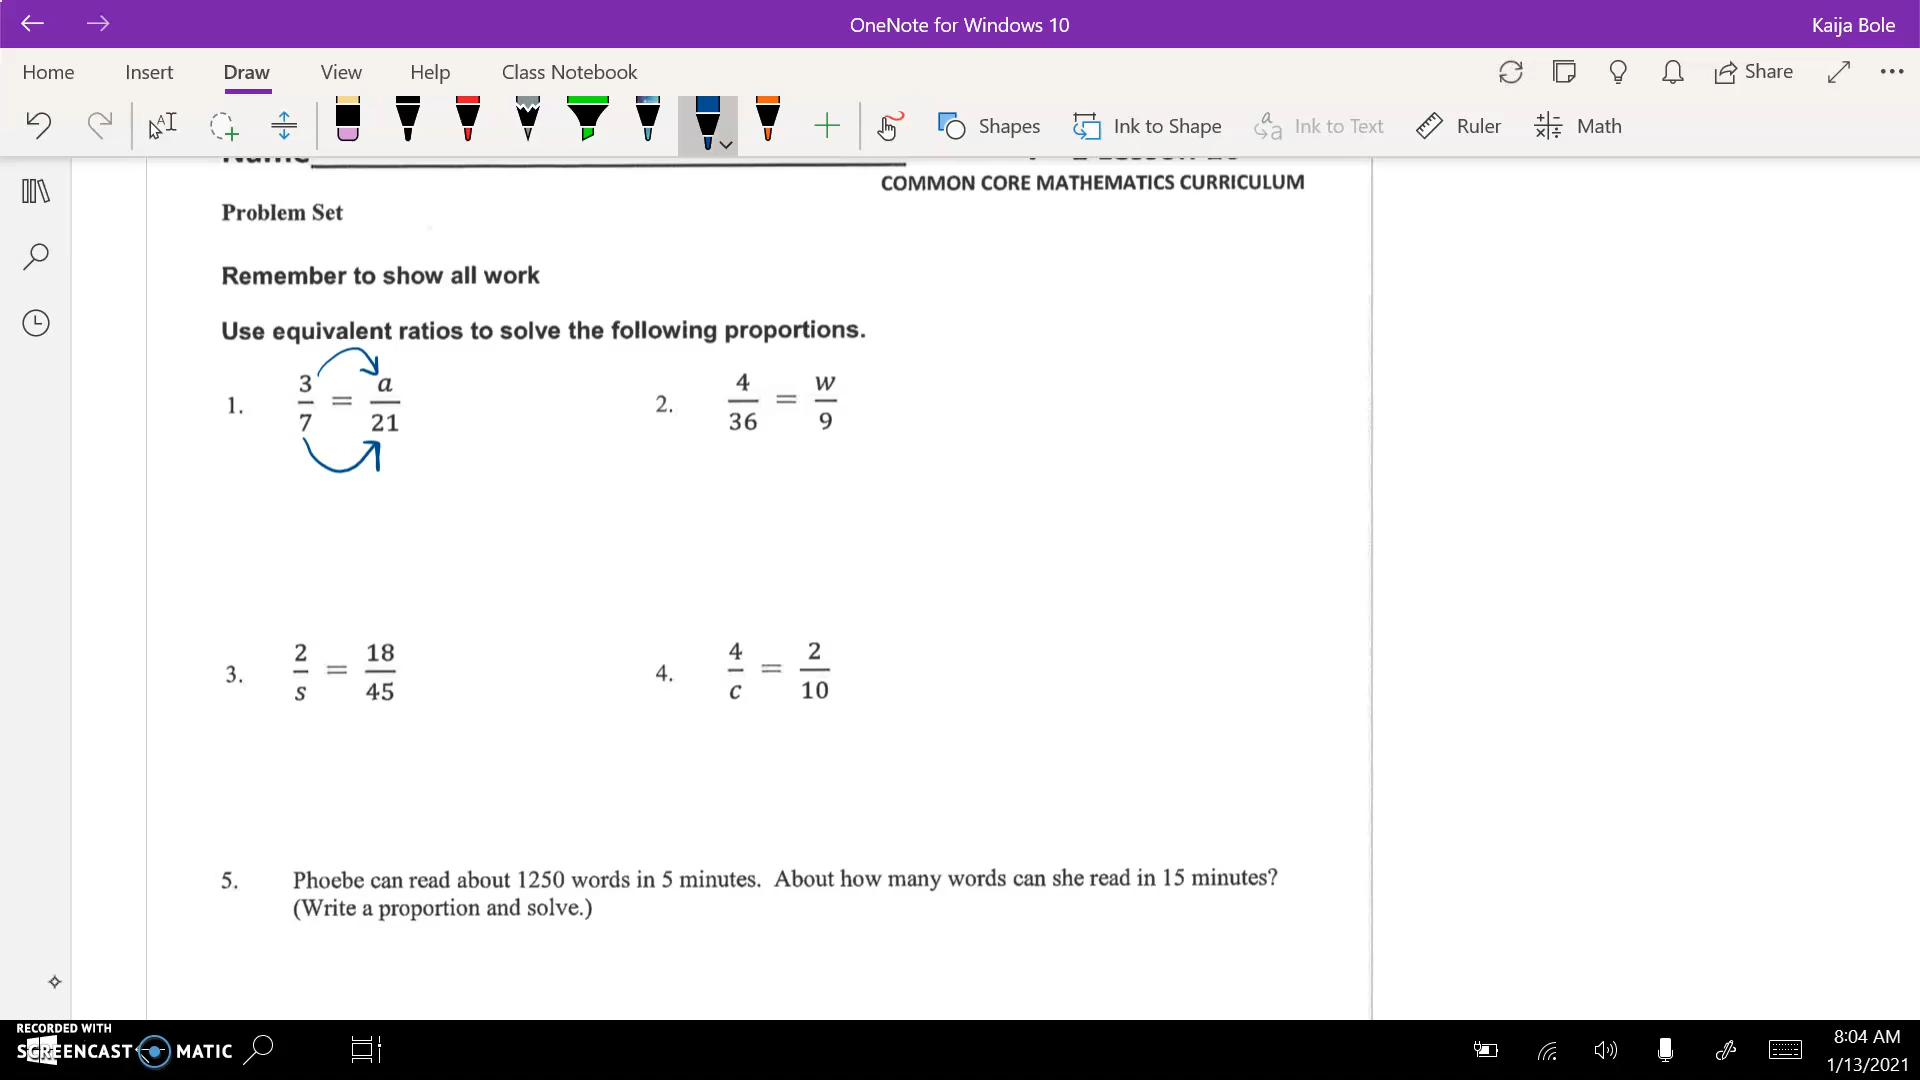 OneNote for Windows 10
Kaija Bole
Home Insert Draw View Help Class Notebook
Share
Shapes Ink to Shape Ink to Text Ruler Math
COMMON CORE MATHEMATICS CURRICULUM
Problem Set
Remember to show all work
Use equivalent ratios to solve the following proportions.
1. 3/7 = a/21
2. 4/36 = w/9
3. 2/s = 18/45
4. 4/c = 2/10
5. Phoebe can read about 1250 words in 5 minutes. About how many words can she read in 15 minutes?
(Write a proportion and solve.)
RECORDED WITH
SCREENCAST MATIC
8:04 AM
1/13/2021